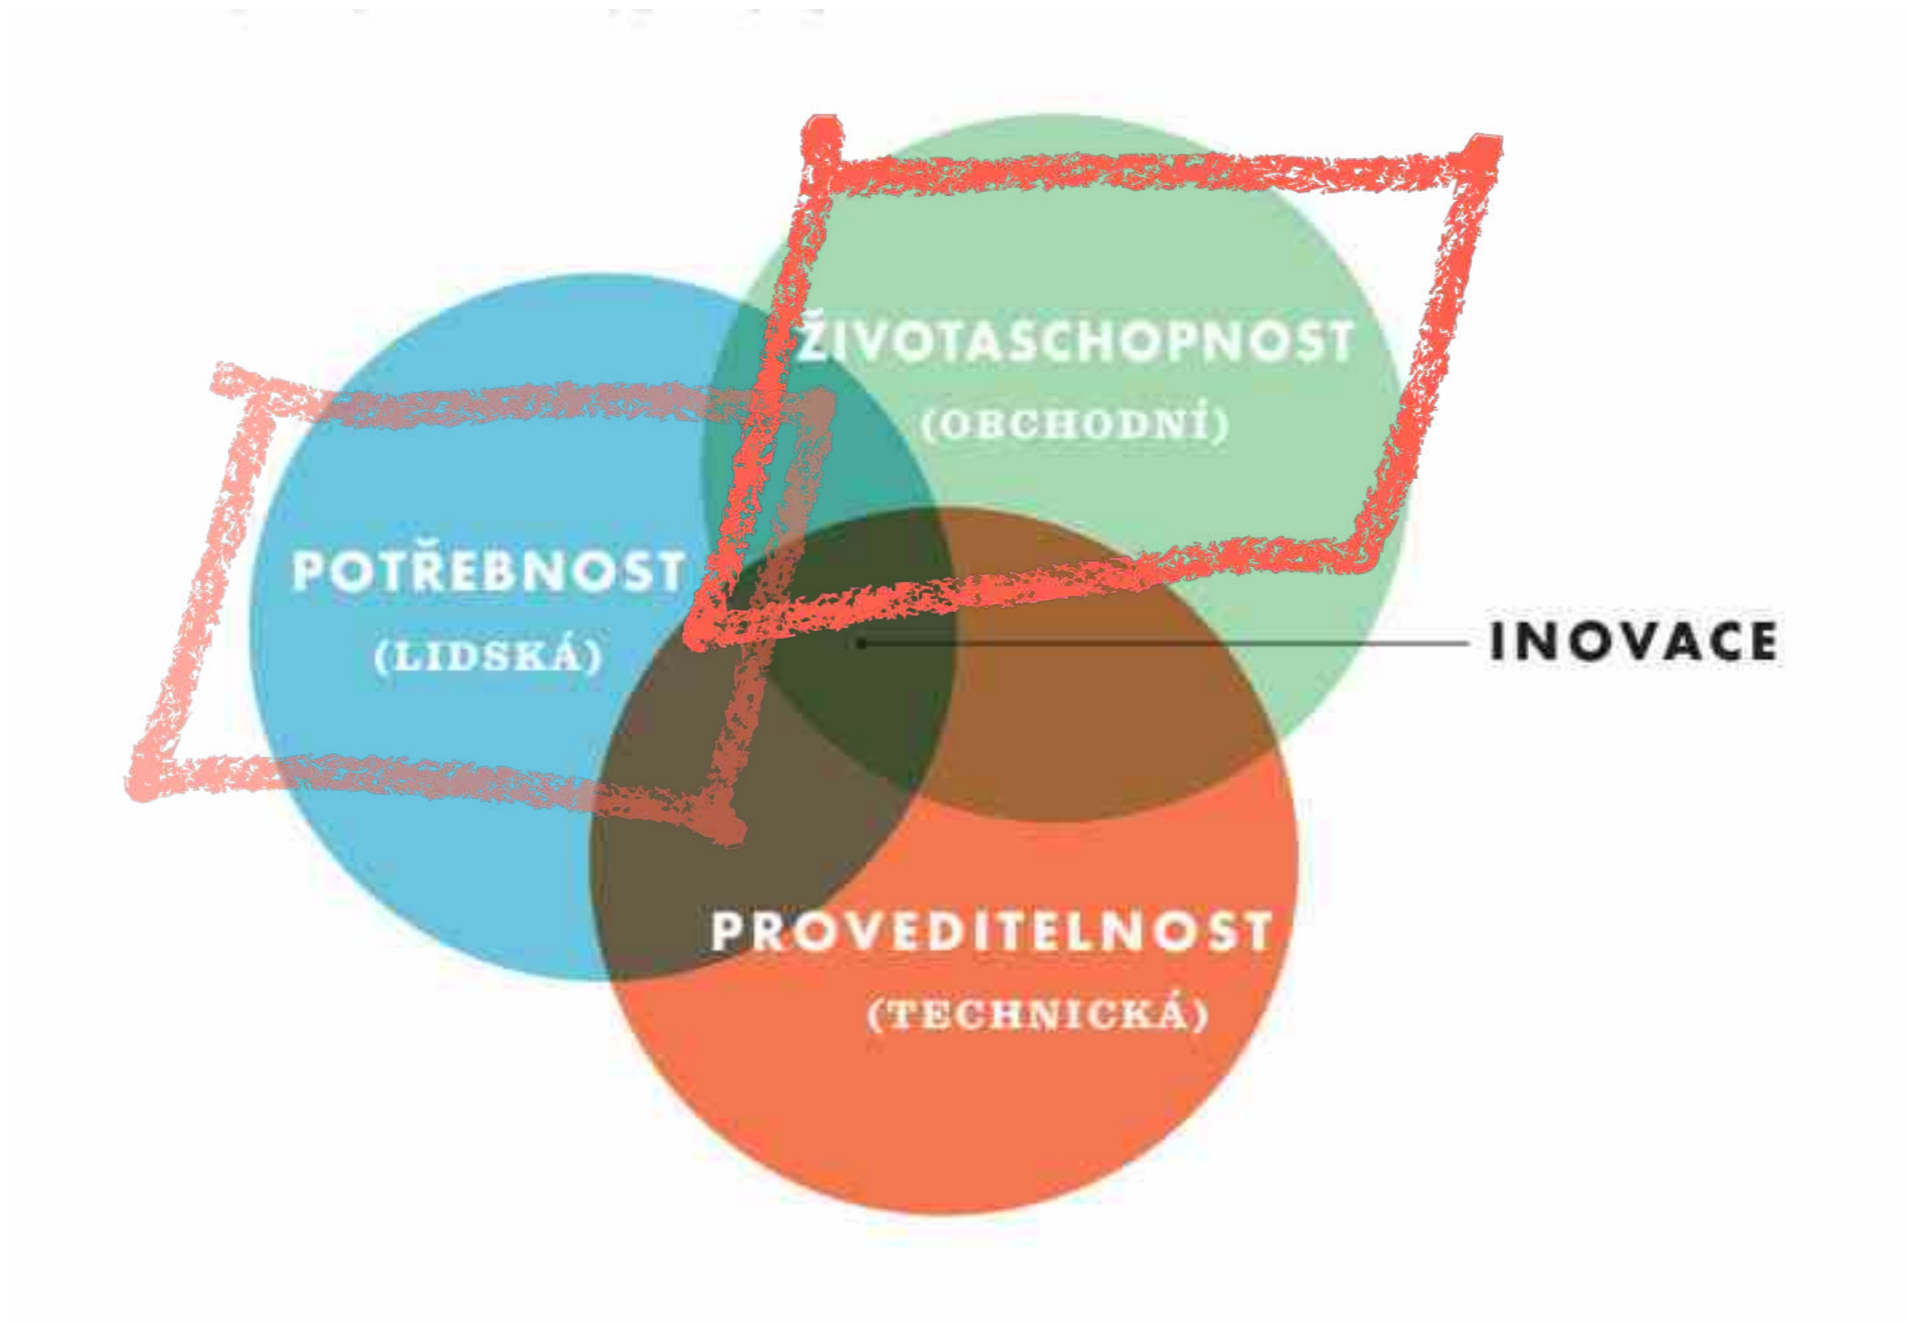 ŽIVOTASCHOPNOST
(OBCHODNÍ)
POTŘEBNOST
(LIDSKÁ)
INOVACE
PROVEDITELNOST
(TECHNICKÁ)